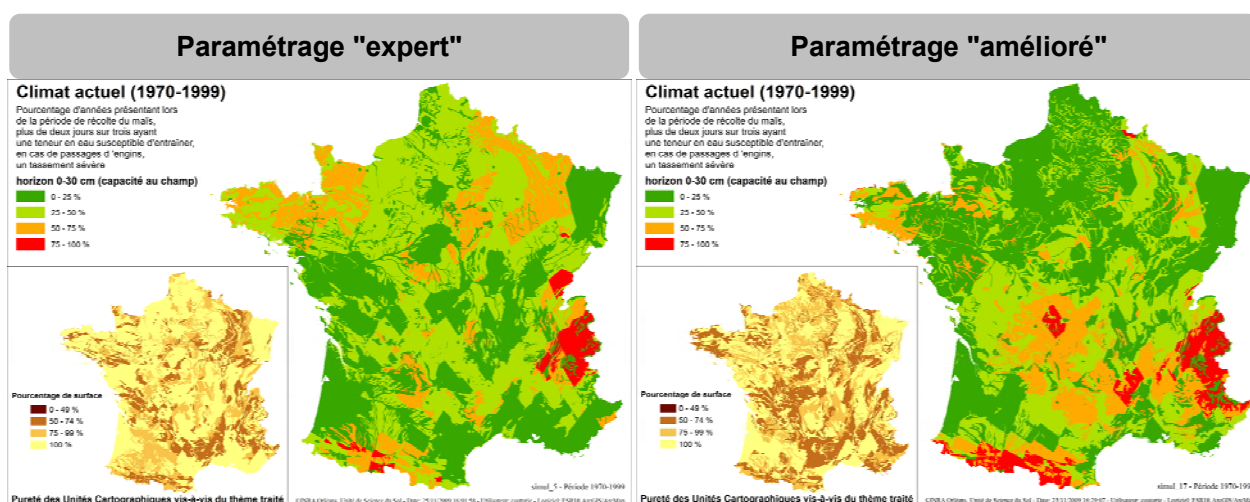 Paramétrage "expert"
Climat actuel (1970-1999)
Pourcentage d'années présentant lors
de la période de récolte du maïs,
plus de deux jours sur trois ayant
une teneur en eau susceptible d'entraîner,
en cas de passages d 'engins,
un tassement sévère
horizon 0-30 cm (capacité au champ)
0 - 25 %
25 - 50 %
50 - 75 %
75 - 100 %
Pourcentage de surface
0 - 49 %
50 - 74 %
75 - 99 %
100 %
Pureté des Unités Cartographiques vis-à-vis du thème traité
simul_5 - Période 1970-1999
Paramétrage "amélioré"
Climat actuel (1970-1999)
Pourcentage d'années présentant lors
de la période de récolte du maïs,
plus de deux jours sur trois ayant
une teneur en eau susceptible d'entraîner,
en cas de passages d 'engins,
un tassement sévère
horizon 0-30 cm (capacité au champ)
0 - 25 %
25 - 50 %
50 - 75 %
75 - 100 %
Pourcentage de surface
0 - 49 %
50 - 74 %
75 - 99 %
100 %
Pureté des Unités Cartographiques vis-à-vis du thème traité
simul_17 - Période 1970-199